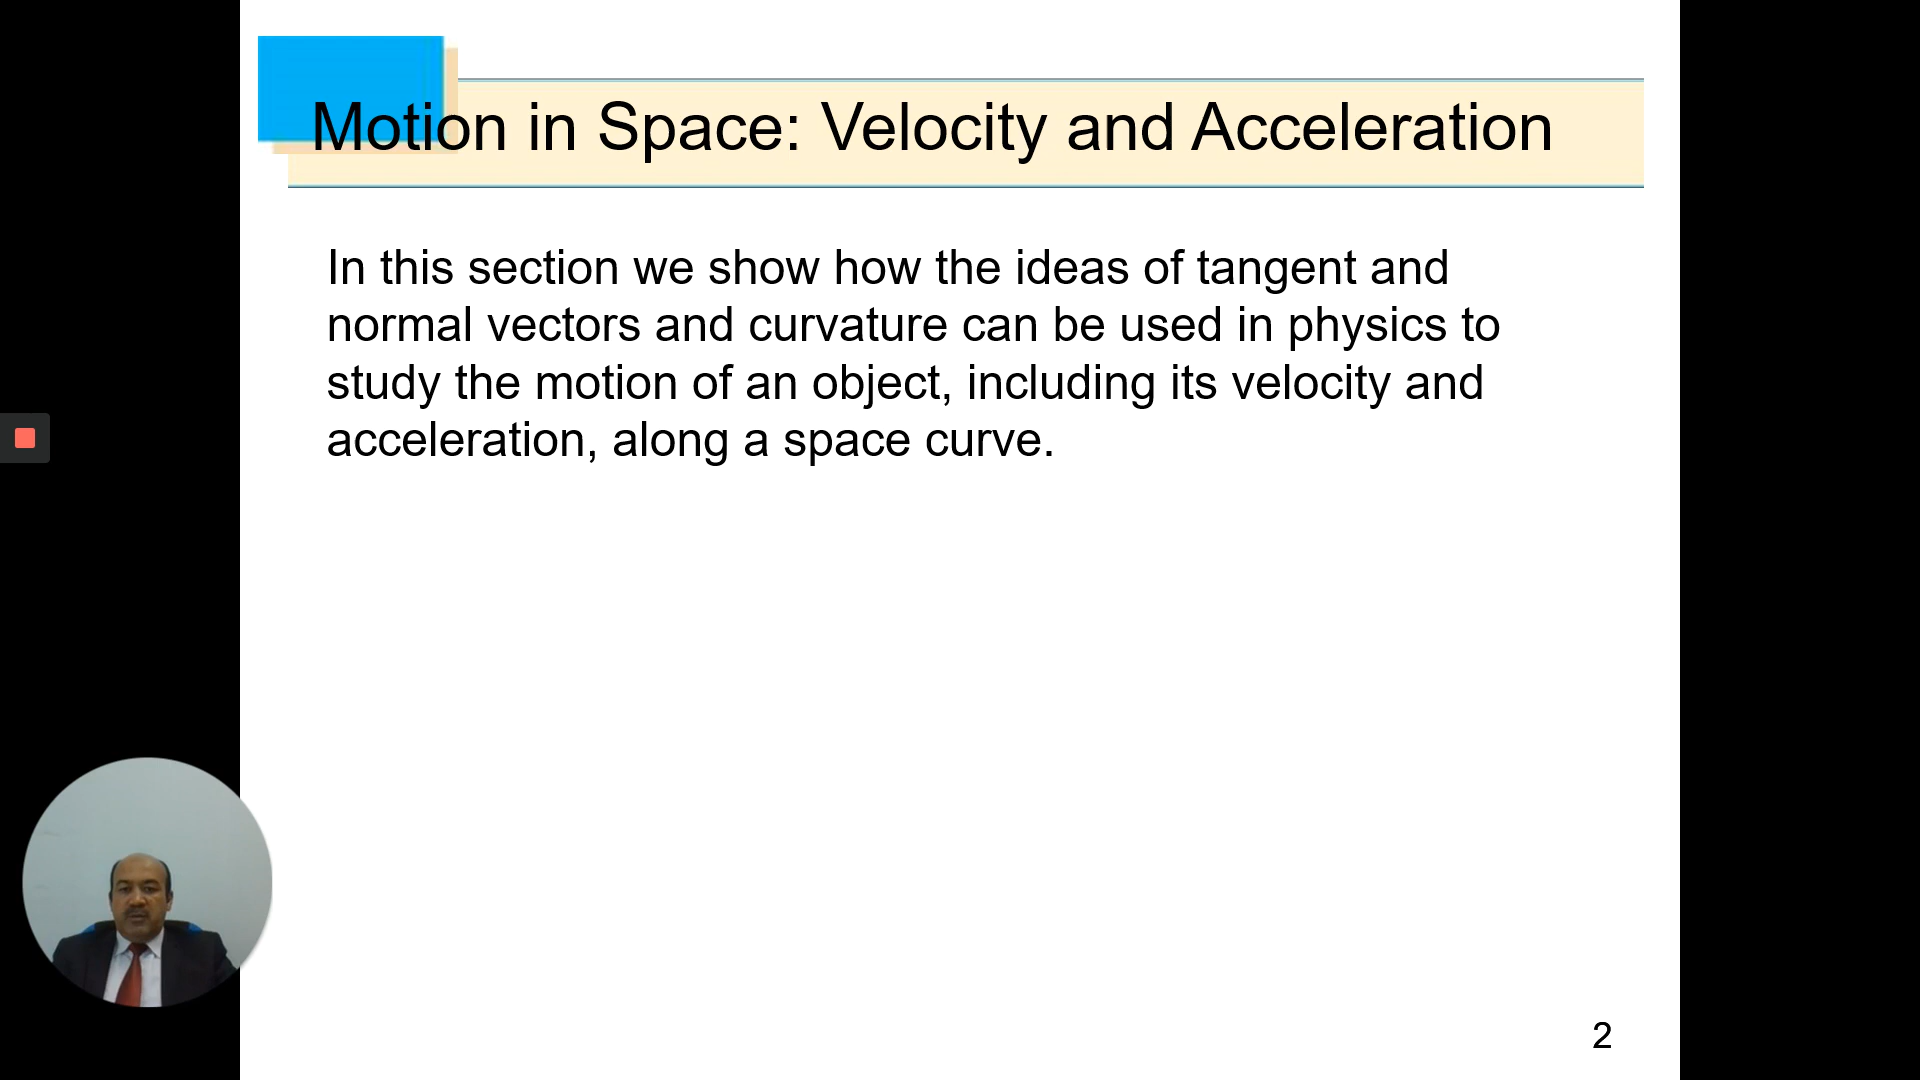 Motion in Space: Velocity and Acceleration
In this section we show how the ideas of tangent and
normal vectors and curvature can be used in physics to
study the motion of an object, including its velocity and
acceleration, along a space curve.
2